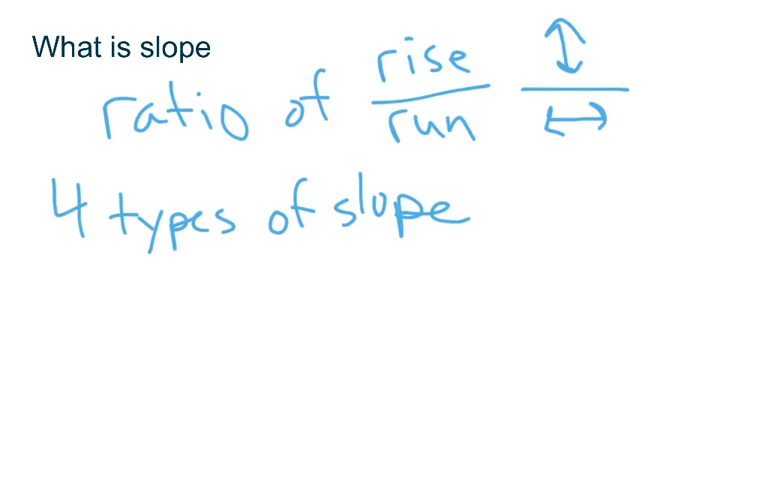 What is slope
ratio of rise/run ↕/↔
4 types of slope